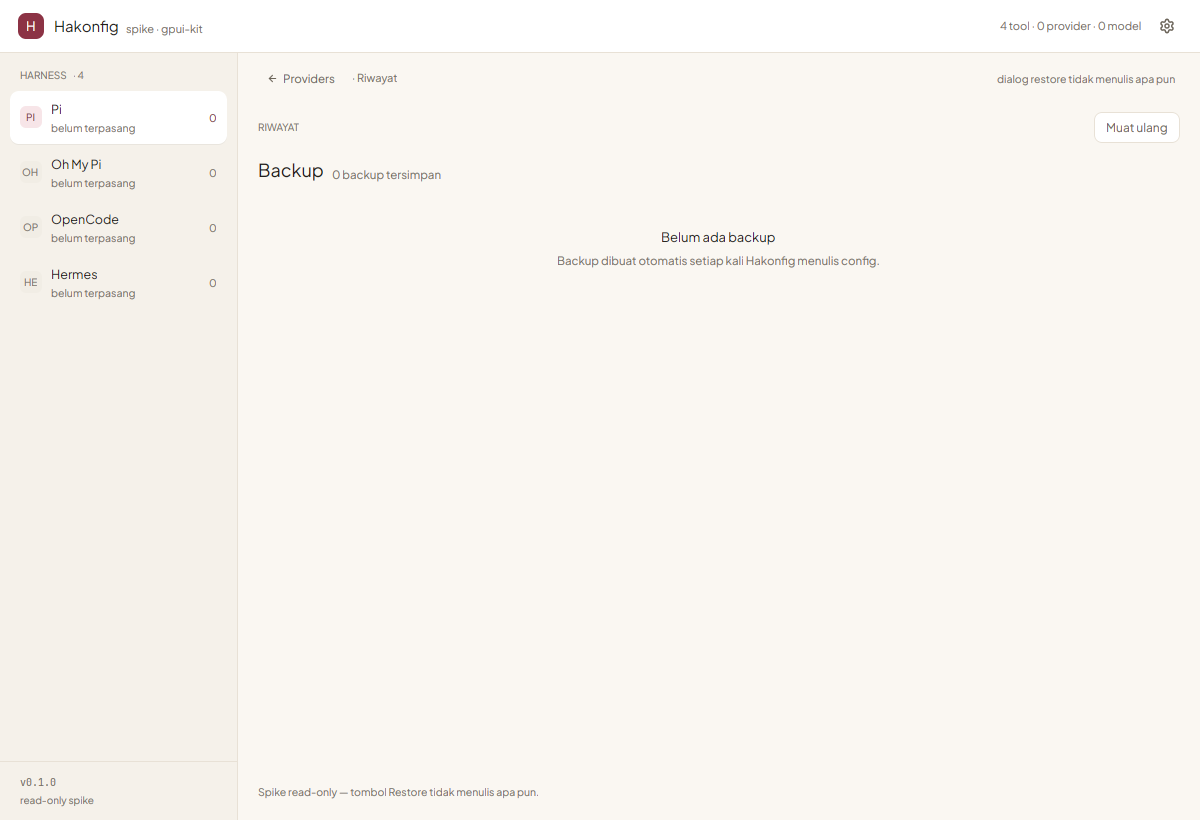 H Hakonfig spike · gpui-kit
4 tool · 0 provider · 0 model
HARNESS · 4
PI Pi 0
belum terpasang
OH Oh My Pi 0
belum terpasang
OP OpenCode 0
belum terpasang
HE Hermes 0
belum terpasang
v0.1.0
read-only spike
← Providers · Riwayat
dialog restore tidak menulis apa pun
RIWAYAT
Muat ulang
Backup 0 backup tersimpan
Belum ada backup
Backup dibuat otomatis setiap kali Hakonfig menulis config.
Spike read-only — tombol Restore tidak menulis apa pun.